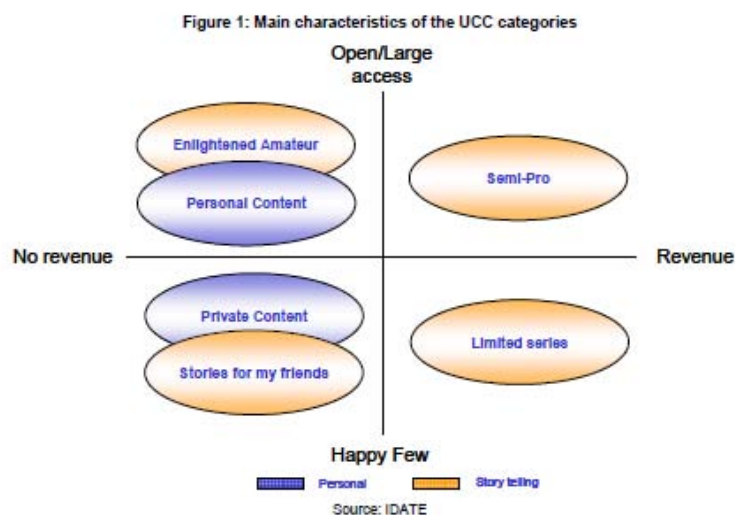 Figure 1: Main characteristics of the UCC categories
Open/Large
access
Enlightened Amateur
Semi-Pro
Personal Content
No revenue
Revenue
Private Content
Limited series
Stories for my friends
Happy Few
Personal
Story telling
Source: IDATE